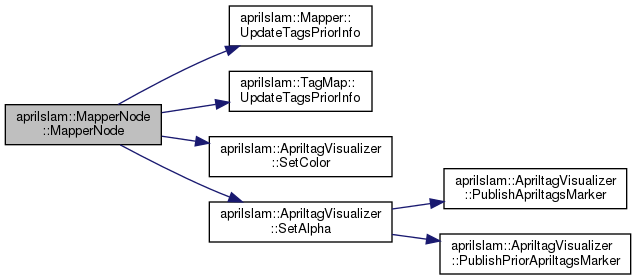 aprilslam::MapperNode
::MapperNode
aprilslam::Mapper::
UpdateTagsPriorInfo
aprilslam::TagMap::
UpdateTagsPriorInfo
aprilslam::ApriltagVisualizer
::SetColor
aprilslam::ApriltagVisualizer
::SetAlpha
aprilslam::ApriltagVisualizer
::PublishApriltagsMarker
aprilslam::ApriltagVisualizer
::PublishPriorApriltagsMarker